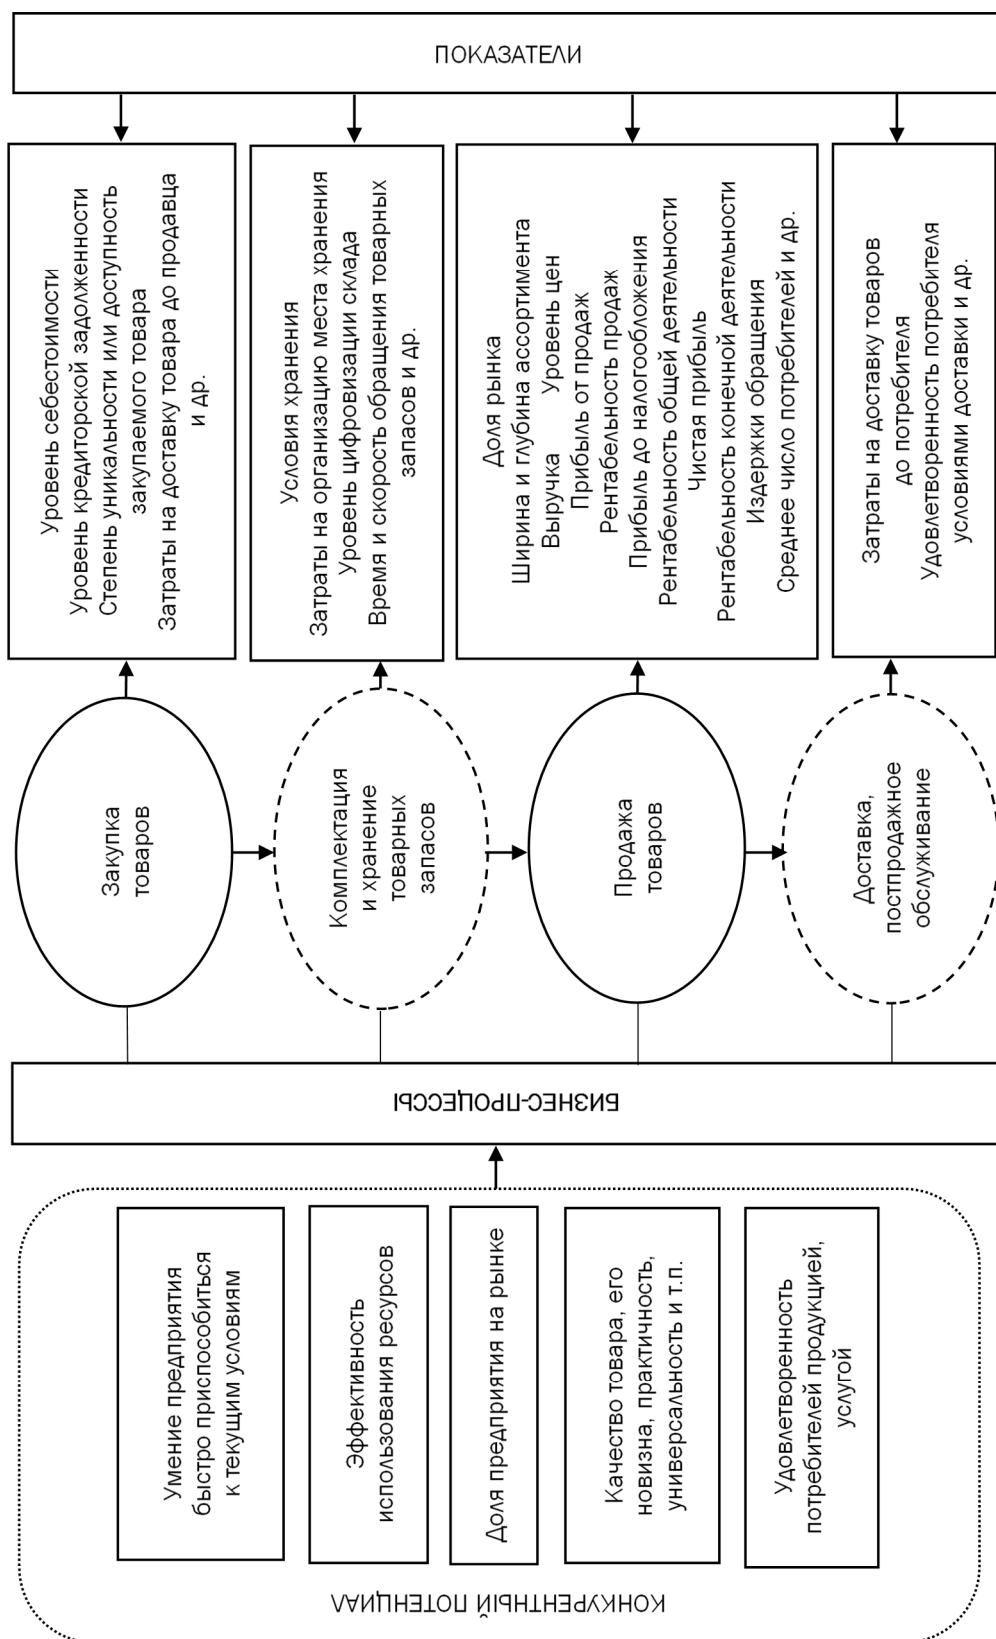 КОНКУРЕНТНЫЙ ПОТЕНЦИАЛ
Умение предприятия
быстро приспособиться
к текущим условиям
Эффективность
использования ресурсов
Доля предприятия на рынке
Качество товара, его
новизна, практичность,
универсальность и т.п.
Удовлетворенность
потребителей продукцией,
услугой
БИЗНЕС-ПРОЦЕССЫ
Закупка
товаров
Комплектация
и хранение
товарных
запасов
Продажа
товаров
Доставка,
постпродажное
обслуживание
Уровень себестоимости
Уровень кредиторской задолженности
Степень уникальности или доступность
закупаемого товара
Затраты на доставку товара до продавца
и др.
Условия хранения
Затраты на организацию места хранения
Уровень цифровизации склада
Время и скорость обращения товарных
запасов и др.
Доля рынка
Ширина и глубина ассортимента
Выручка Уровень цен
Прибыль от продаж
Рентабельность продаж
Прибыль до налогообложения
Рентабельность общей деятельности
Чистая прибыль
Рентабельность конечной деятельности
Издержки обращения
Среднее число потребителей и др.
Затраты на доставку товаров
до потребителя
Удовлетворенность потребителя
условиями доставки и др.
ПОКАЗАТЕЛИ